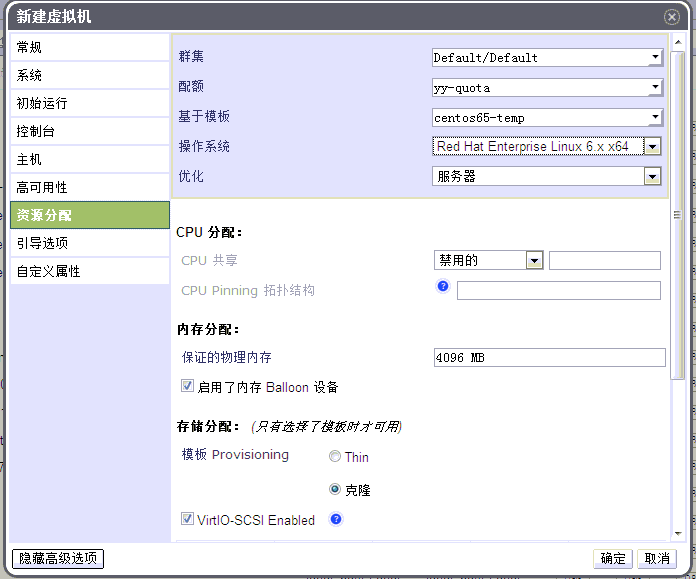 新建虚拟机
常规
系统
初始运行
控制台
主机
高可用性
资源分配
引导选项
自定义属性
群集 Default/Default
配额 yy-quota
基于模板 centos65-temp
操作系统 Red Hat Enterprise Linux 6.x x64
优化 服务器
CPU 分配：
CPU 共享 禁用的
CPU Pinning 拓扑结构 ?
内存分配：
保证的物理内存 4096 MB
启用了内存 Balloon 设备
存储分配： (只有选择了模板时才可用)
模板 Provisioning Thin
克隆
VirtIO-SCSI Enabled ?
隐藏高级选项 确定 取消